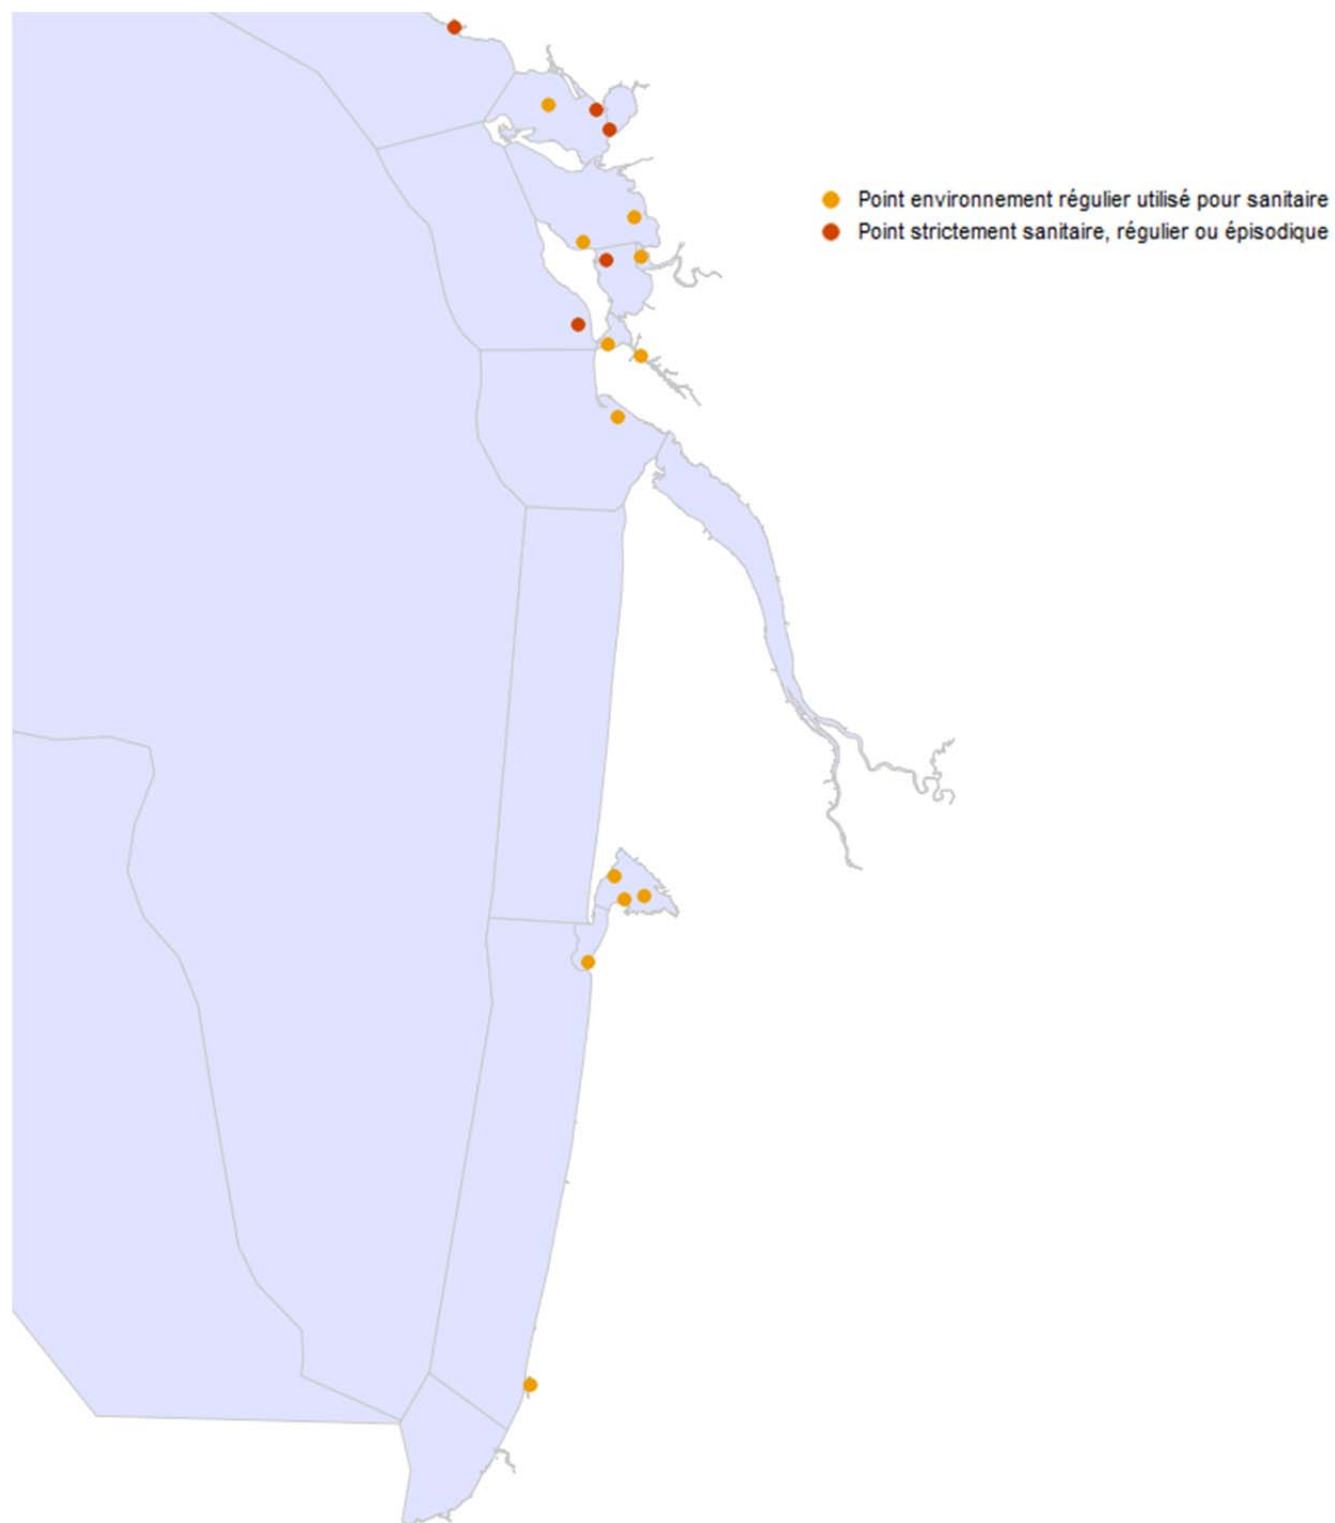 Point environnement régulier utilisé pour sanitaire
Point strictement sanitaire, régulier ou épisodique